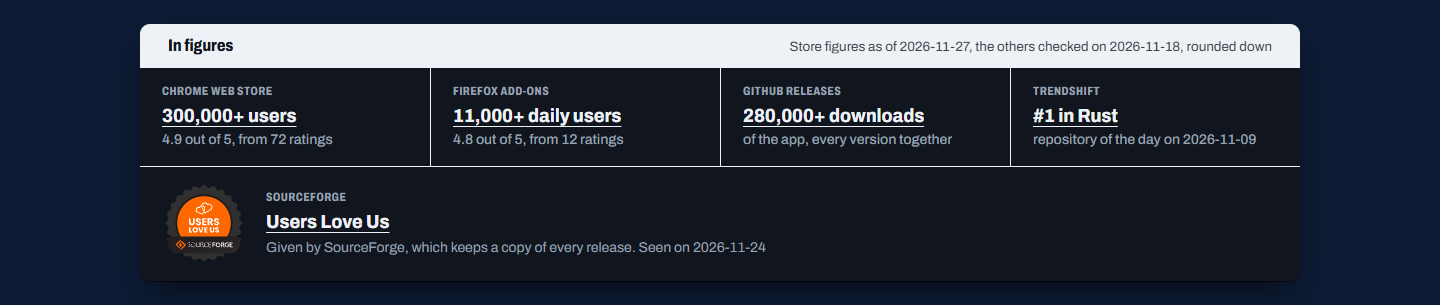 In figures
Store figures as of 2026-11-27, the others checked on 2026-11-18, rounded down
CHROME WEB STORE
300,000+ users
4.9 out of 5, from 72 ratings
FIREFOX ADD-ONS
11,000+ daily users
4.8 out of 5, from 12 ratings
GITHUB RELEASES
280,000+ downloads
of the app, every version together
TRENDSHIFT
#1 in Rust
repository of the day on 2026-11-09
USERS
LOVE US
SOURCEFORGE
SOURCEFORGE
Users Love Us
Given by SourceForge, which keeps a copy of every release. Seen on 2026-11-24